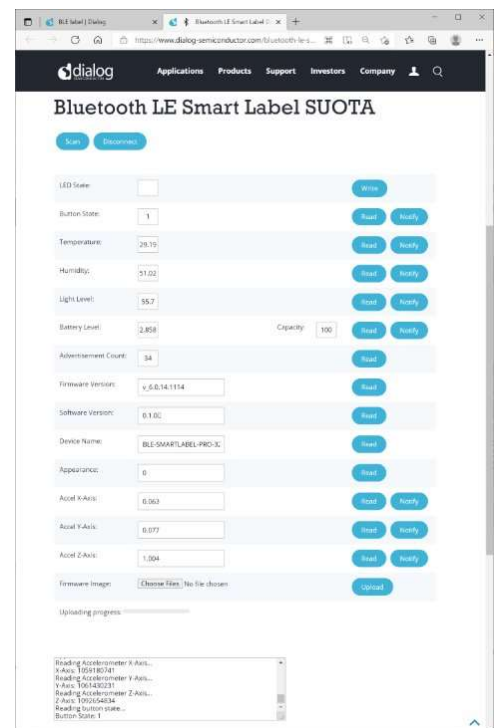 BLE label | Dialog
Bluetooth LE Smart Label
https://www.dialog-semiconductor.com/bluetooth-le-s...
dialog
SEMICONDUCTOR
Applications Products Support Investors Company
Bluetooth LE Smart Label SUOTA
Scan Disconnect
LED State: Write
Button State: 1 Read Notify
Temperature: 29.19 Read Notify
Humidity: 51.02 Read Notify
Light Level: 55.7 Read Notify
Battery Level: 2.858 Capacity: 100 Read Notify
Advertisement Count: 34 Read
Firmware Version: v_6.0.14.1114 Read
Software Version: 0.1.0 Read
Device Name: BLE-SMARTLABEL-PRO- Read
Appearance: 0 Read
Accel X-Axis: 0.063 Read Notify
Accel Y-Axis: 0.077 Read Notify
Accel Z-Axis: 1.004 Read Notify
Firmware Image: Choose Files No file chosen Upload
Uploading progress:
Reading Accelerometer X-Axis...
X-Axis: 1059180741
Reading Accelerometer Y-Axis...
Y-Axis: 1061430231
Reading Accelerometer Z-Axis...
Z-Axis: 1092654834
Reading button state...
Button State: 1